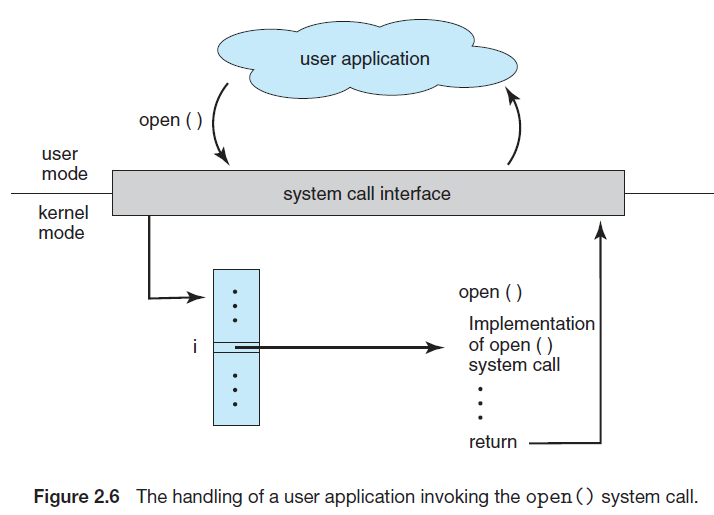 user application
open ( )
user
mode
system call interface
kernel
mode
open ( )
Implementation
of open ( )
system call
i
return
Figure 2.6 The handling of a user application invoking the open() system call.